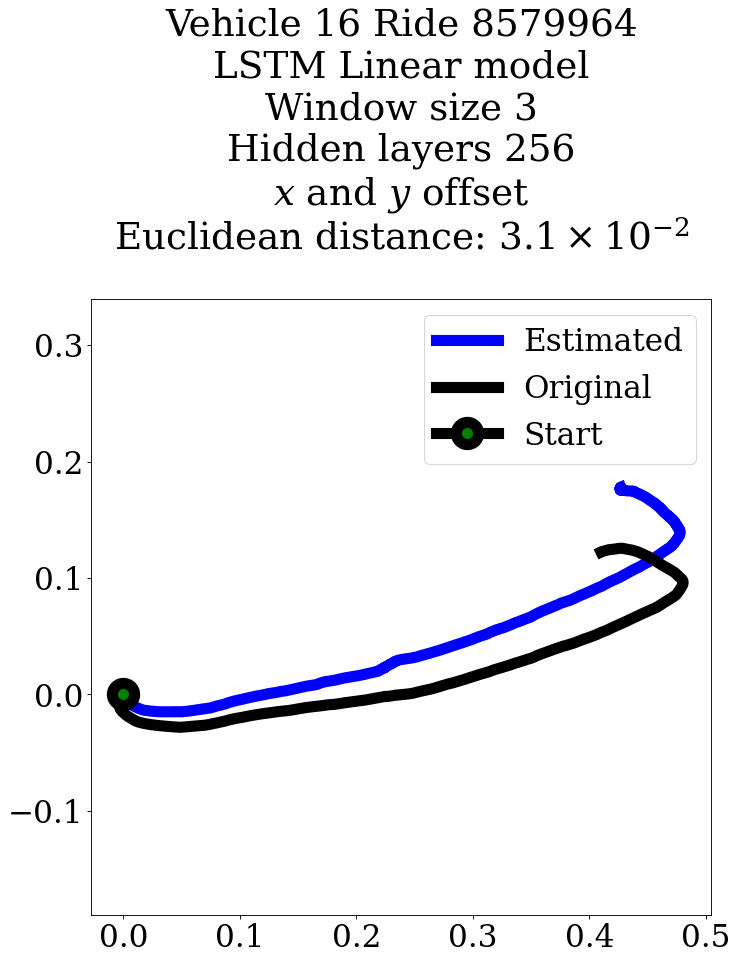 Vehicle 16 Ride 8579964
LSTM Linear model
Window size 3
Hidden layers 256
x and y offset
Euclidean distance: 3.1 × 10⁻²
Estimated
Original
Start
0.3
0.2
0.1
0.0
−0.1
0.0 0.1 0.2 0.3 0.4 0.5